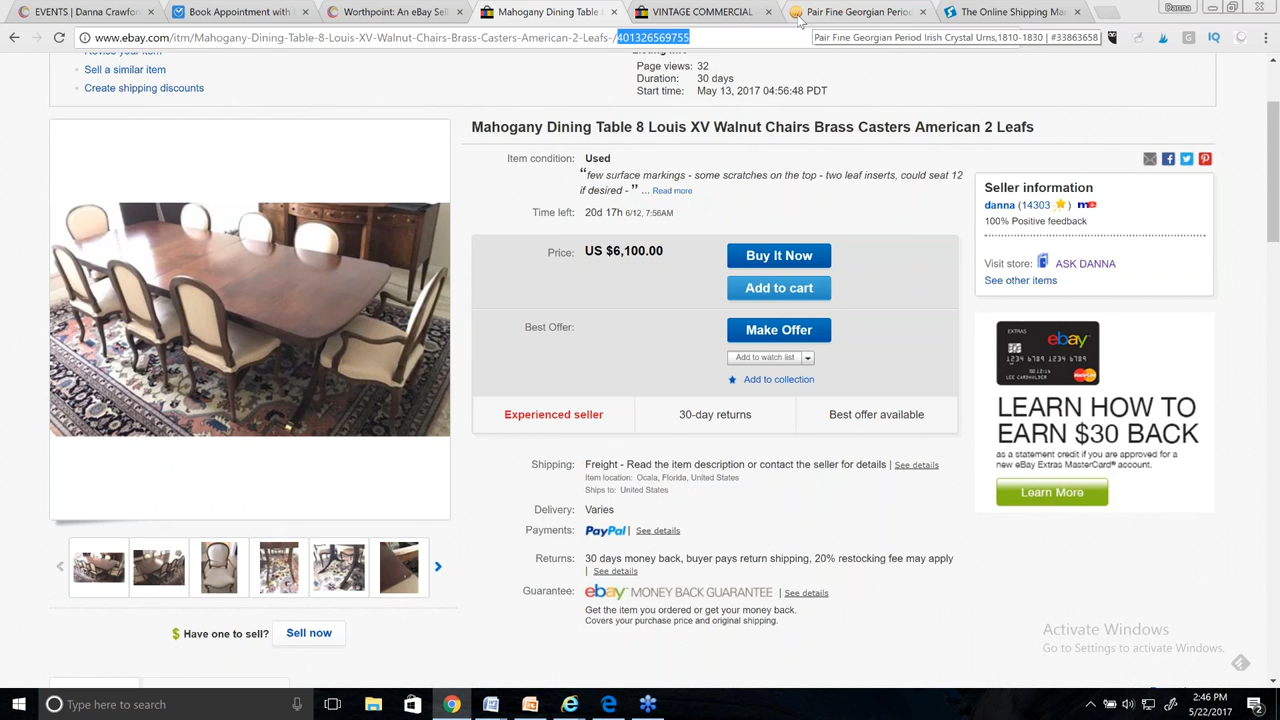 EVENTS | Danna Crawfor
Book Appointment with
Worthpoint: An eBay Sel
Mahogany Dining Table
VINTAGE COMMERCIAL
Pair Fine Georgian Period
The Online Shipping Ma
Danna
www.ebay.com/itm/Mahogany-Dining-Table-8-Louis-XV-Walnut-Chairs-Brass-Casters-American-2-Leafs-/401326569755
Pair Fine Georgian Period Irish Crystal Urns,1810-1830 | #33863658
Sell a similar item
Create shipping discounts
Page views: 32
Duration: 30 days
Start time: May 13, 2017 04:56:48 PDT
Mahogany Dining Table 8 Louis XV Walnut Chairs Brass Casters American 2 Leafs
Item condition: Used
“few surface markings - some scratches on the top - two leaf inserts, could seat 12
if desired - ” ... Read more
Time left: 20d 17h 6/12, 7:56AM
Price: US $6,100.00
Buy It Now
Add to cart
Best Offer:
Make Offer
Add to watch list
Add to collection
Experienced seller
30-day returns
Best offer available
Shipping: Freight - Read the item description or contact the seller for details | See details
Item location: Ocala, Florida, United States
Ships to: United States
Delivery: Varies
Payments: PayPal | See details
Returns: 30 days money back, buyer pays return shipping, 20% restocking fee may apply
| See details
Guarantee: ebay MONEY BACK GUARANTEE | See details
Get the item you ordered or get your money back.
Covers your purchase price and original shipping.
Seller information
danna (14303 ) me
100% Positive feedback
Visit store: ASK DANNA
See other items
EXTRAS
ebay
1234 6789 1234 6789
LEE CARDHOLDER
MasterCard
LEARN HOW TO
EARN $30 BACK
as a statement credit if you are approved for a
new eBay Extras MasterCard® account.
Learn More
$ Have one to sell? Sell now
Activate Windows
Go to Settings to activate Windows.
Type here to search
2:46 PM
5/22/2017